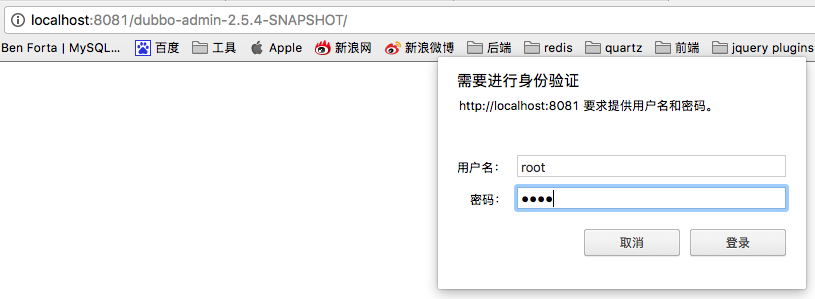 localhost:8081/dubbo-admin-2.5.4-SNAPSHOT/
Ben Forta | MySQL... 百度 工具 Apple 新浪网 新浪微博 后端 redis quartz 前端 jquery plugins
需要进行身份验证
http://localhost:8081 要求提供用户名和密码。
用户名: root
密码: ••••
取消 登录